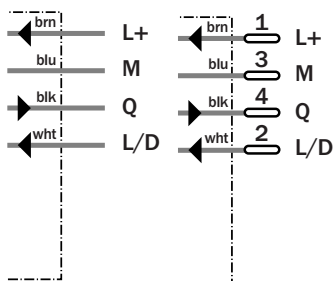 brn L+
blu M
blk Q
wht L/D
brn 1 L+
blu 3 M
blk 4 Q
wht 2 L/D